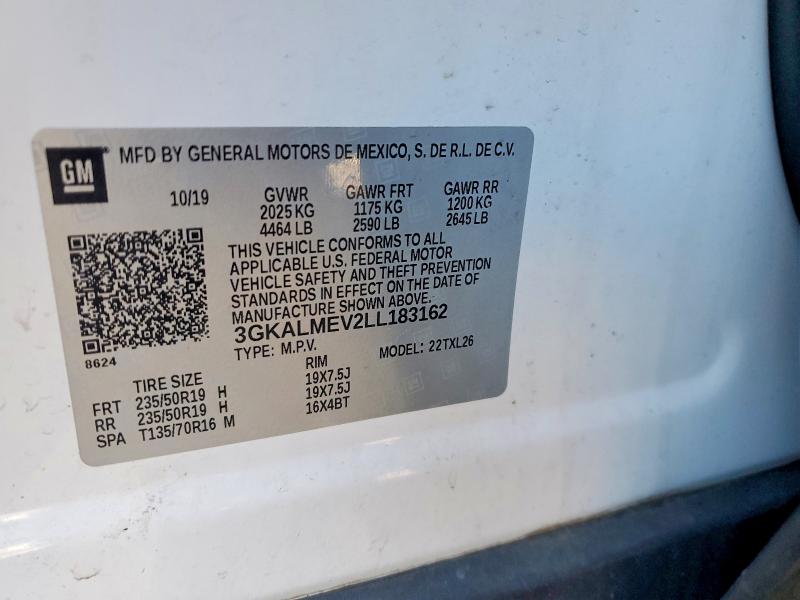 GM MFD BY GENERAL MOTORS DE MEXICO, S. DE R.L. DE C.V.
10/19 GVWR GAWR FRT GAWR RR
2025 KG 1175 KG 1200 KG
4464 LB 2590 LB 2645 LB
THIS VEHICLE CONFORMS TO ALL
APPLICABLE U.S. FEDERAL MOTOR
VEHICLE SAFETY AND THEFT PREVENTION
STANDARDS IN EFFECT ON THE DATE OF
MANUFACTURE SHOWN ABOVE.
3GKALMEV2LL183162
8624 TYPE: M.P.V. MODEL: 22TXL26
TIRE SIZE RIM
FRT 235/50R19 H 19X7.5J
RR 235/50R19 H 19X7.5J
SPA T135/70R16 M 16X4BT